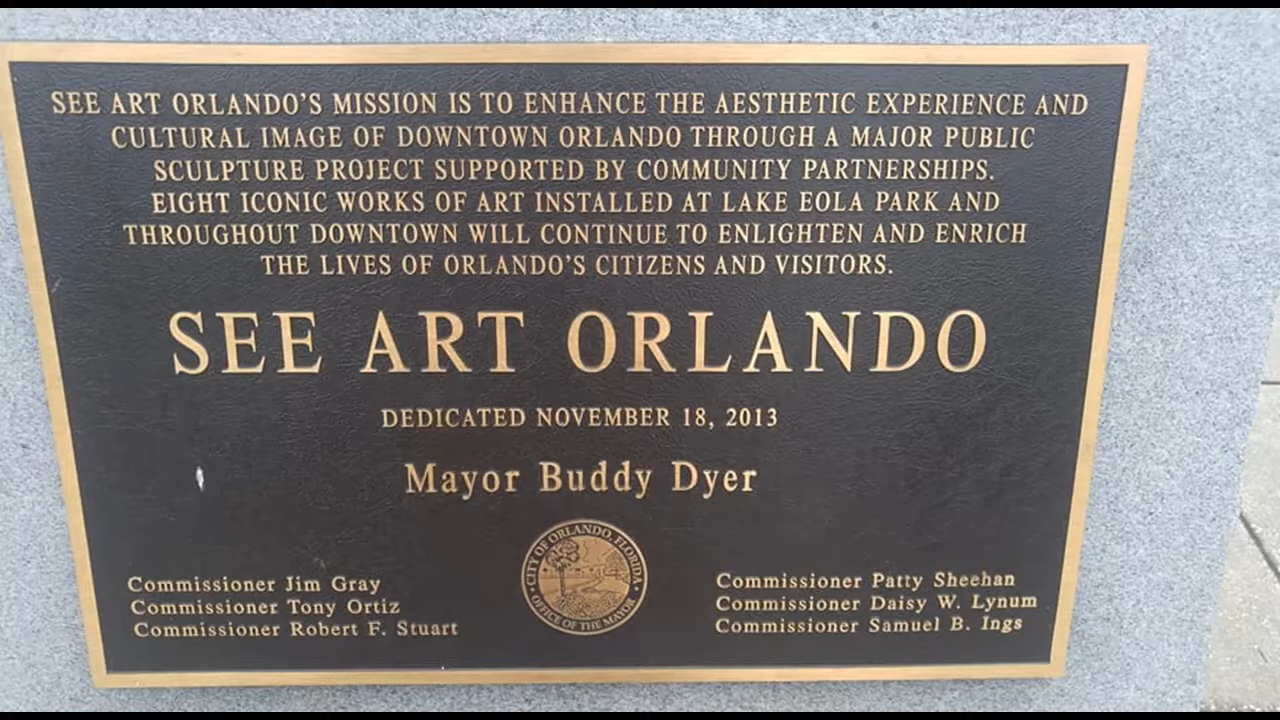 SEE ART ORLANDO'S MISSION IS TO ENHANCE THE AESTHETIC EXPERIENCE AND
CULTURAL IMAGE OF DOWNTOWN ORLANDO THROUGH A MAJOR PUBLIC
SCULPTURE PROJECT SUPPORTED BY COMMUNITY PARTNERSHIPS.
EIGHT ICONIC WORKS OF ART INSTALLED AT LAKE EOLA PARK AND
THROUGHOUT DOWNTOWN WILL CONTINUE TO ENLIGHTEN AND ENRICH
THE LIVES OF ORLANDO'S CITIZENS AND VISITORS.
SEE ART ORLANDO
DEDICATED NOVEMBER 18, 2013
Mayor Buddy Dyer
CITY OF ORLANDO, FLORIDA
OFFICE OF THE MAYOR
Commissioner Jim Gray
Commissioner Tony Ortiz
Commissioner Robert F. Stuart
Commissioner Patty Sheehan
Commissioner Daisy W. Lynum
Commissioner Samuel B. Ings